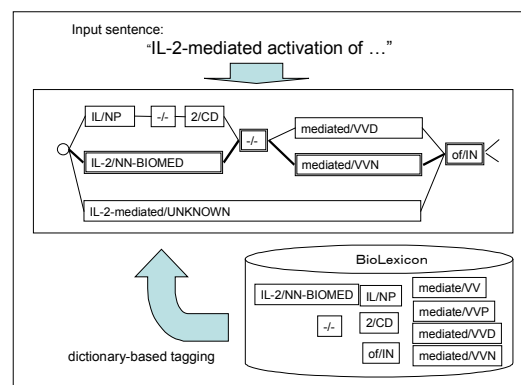 Input sentence:
“IL-2-mediated activation of …”
IL/NP -/- 2/CD
-/-
mediated/VVD
IL-2/NN-BIOMED
mediated/VVN
of/IN
IL-2-mediated/UNKNOWN
BioLexicon
IL-2/NN-BIOMED IL/NP mediate/VV
-/- 2/CD mediate/VVP
mediated/VVD
of/IN mediated/VVN
dictionary-based tagging